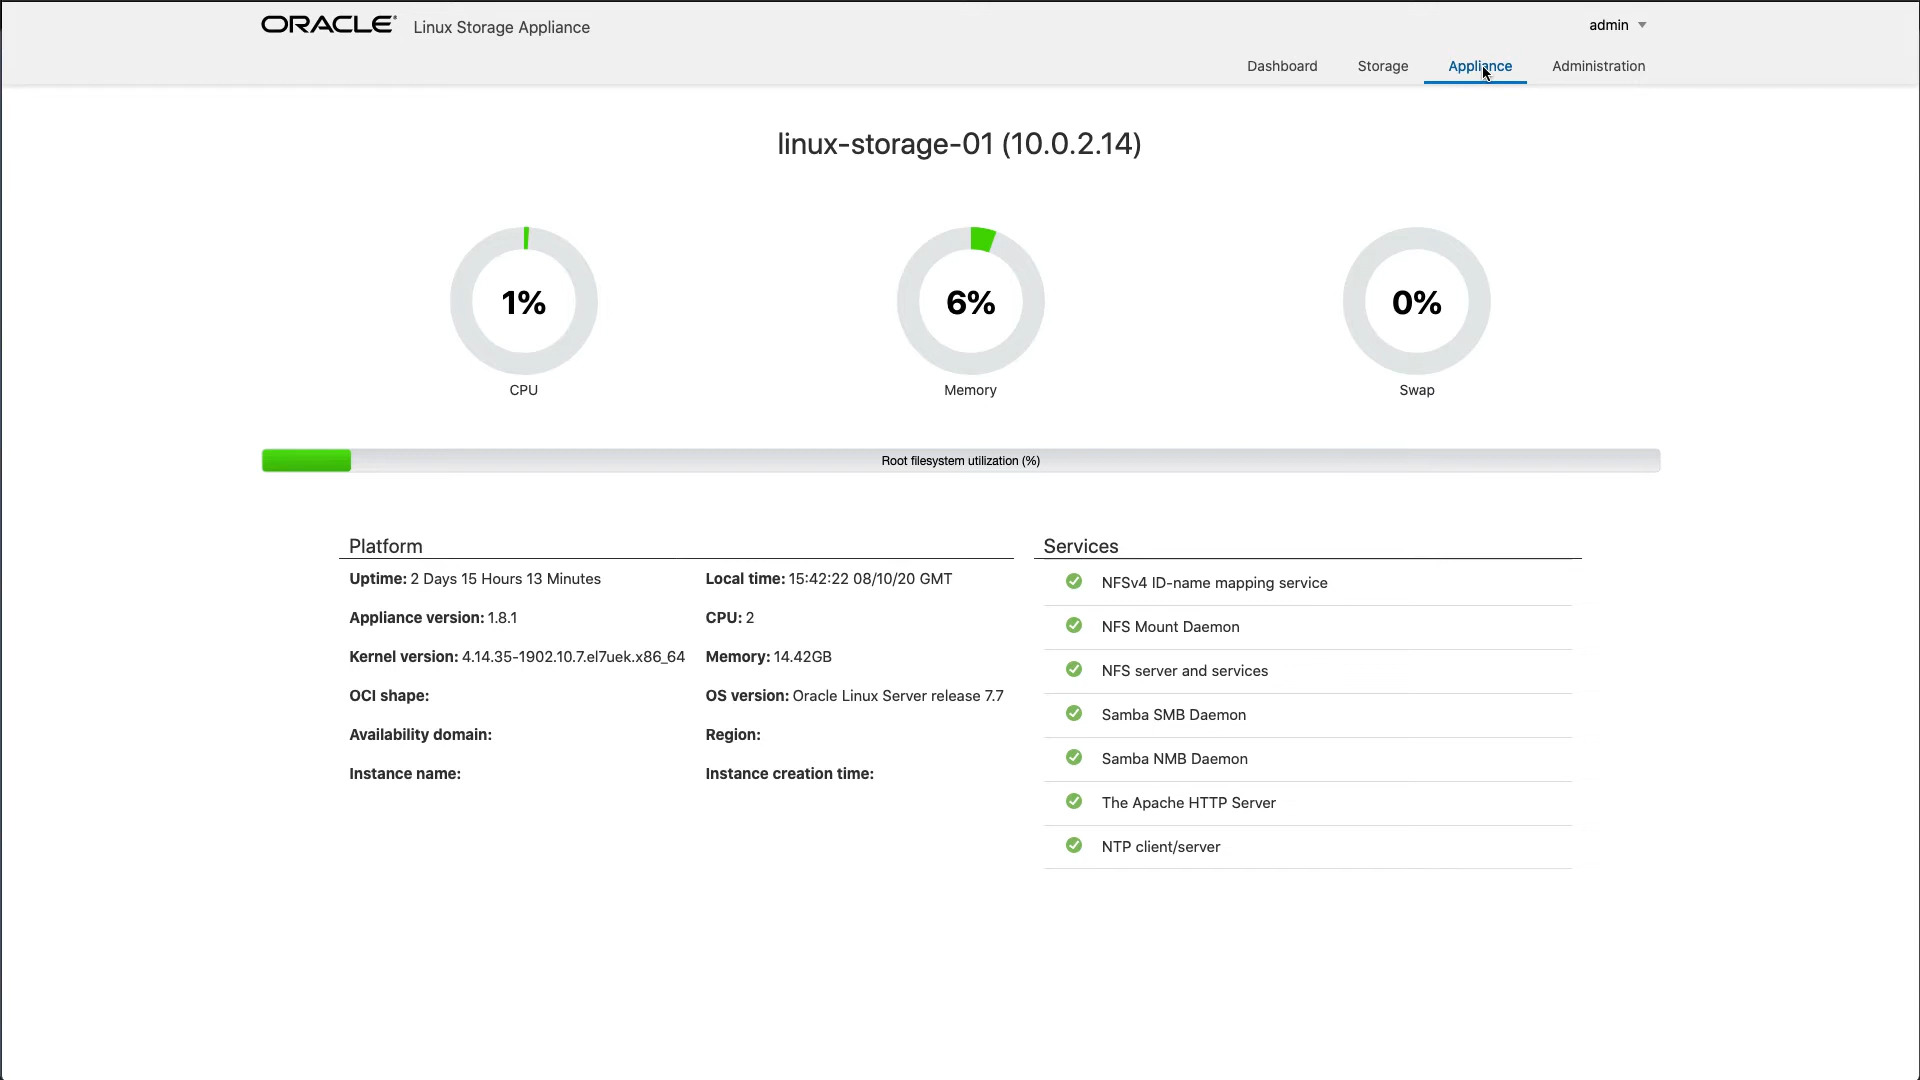 ORACLE Linux Storage Appliance
admin
Dashboard Storage Appliance Administration
linux-storage-01 (10.0.2.14)
1% 6% 0%
CPU Memory Swap
Root filesystem utilization (%)
Platform
Uptime: 2 Days 15 Hours 13 Minutes Local time: 15:42:22 08/10/20 GMT
Appliance version: 1.8.1 CPU: 2
Kernel version: 4.14.35-1902.10.7.el7uek.x86_64 Memory: 14.42GB
OCI shape: OS version: Oracle Linux Server release 7.7
Availability domain: Region:
Instance name: Instance creation time:
Services
NFSv4 ID-name mapping service
NFS Mount Daemon
NFS server and services
Samba SMB Daemon
Samba NMB Daemon
The Apache HTTP Server
NTP client/server